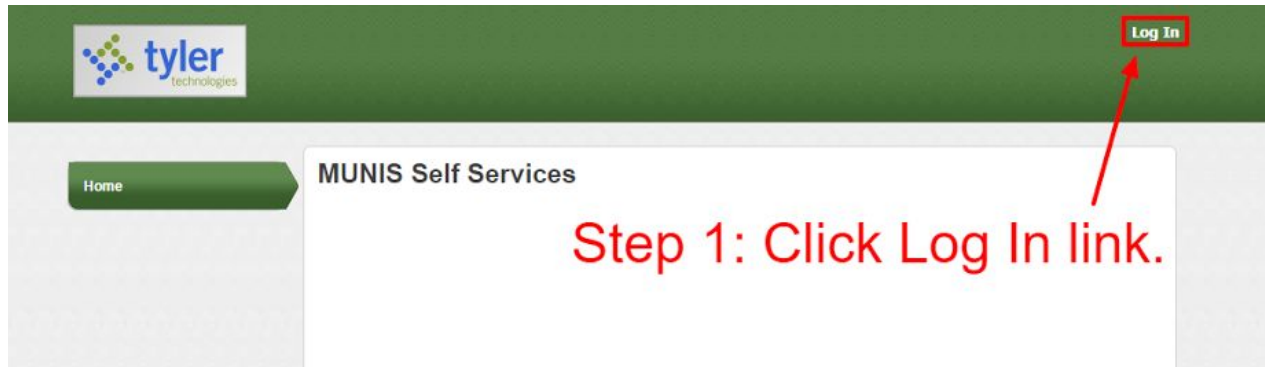 tyler
technologies
Log In
Home
MUNIS Self Services
Step 1: Click Log In link.